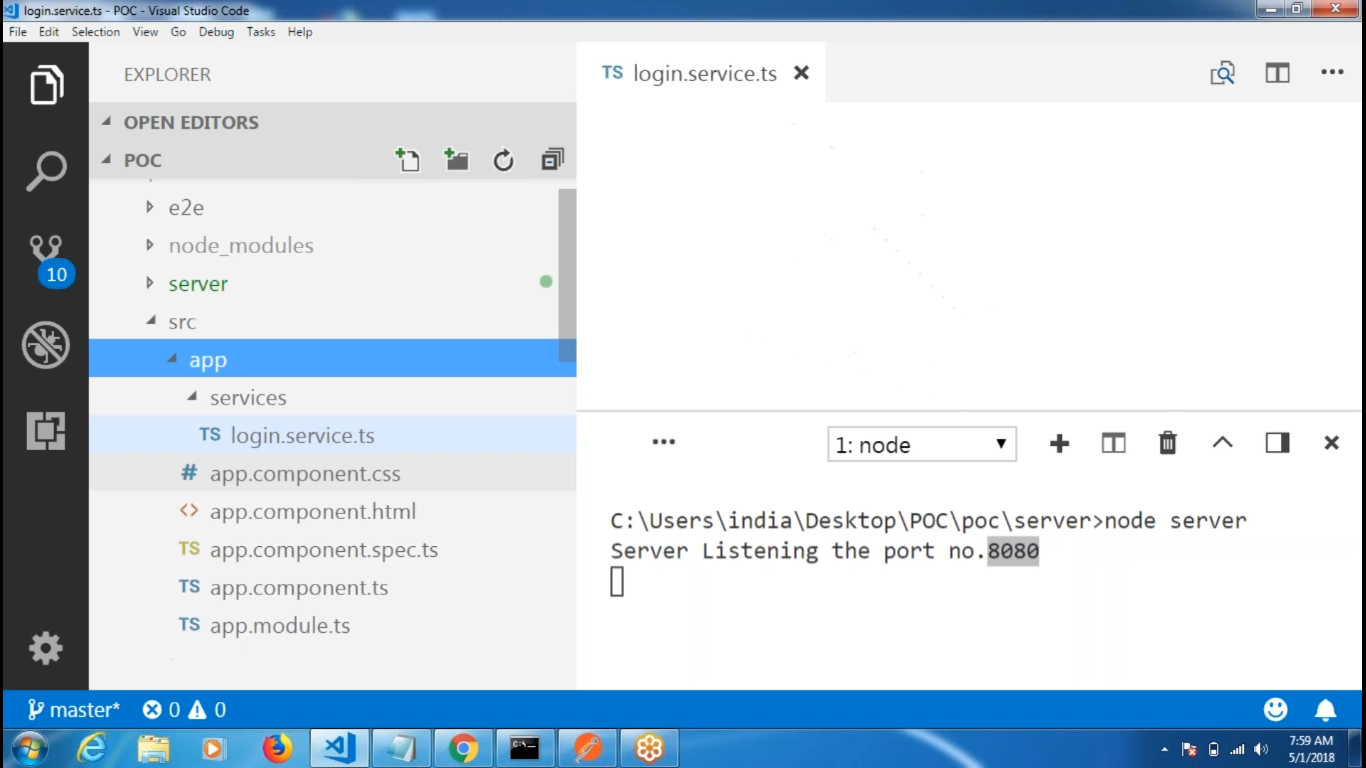 login.service.ts - POC - Visual Studio Code
File Edit Selection View Go Debug Tasks Help
EXPLORER
OPEN EDITORS
POC
e2e
node_modules
server
src
app
services
TS login.service.ts
# app.component.css
<> app.component.html
TS app.component.spec.ts
TS app.component.ts
TS app.module.ts
10
TS login.service.ts
1: node
C:\Users\india\Desktop\POC\poc\server>node server
Server Listening the port no.8080
master* 0 0
7:59 AM
5/1/2018